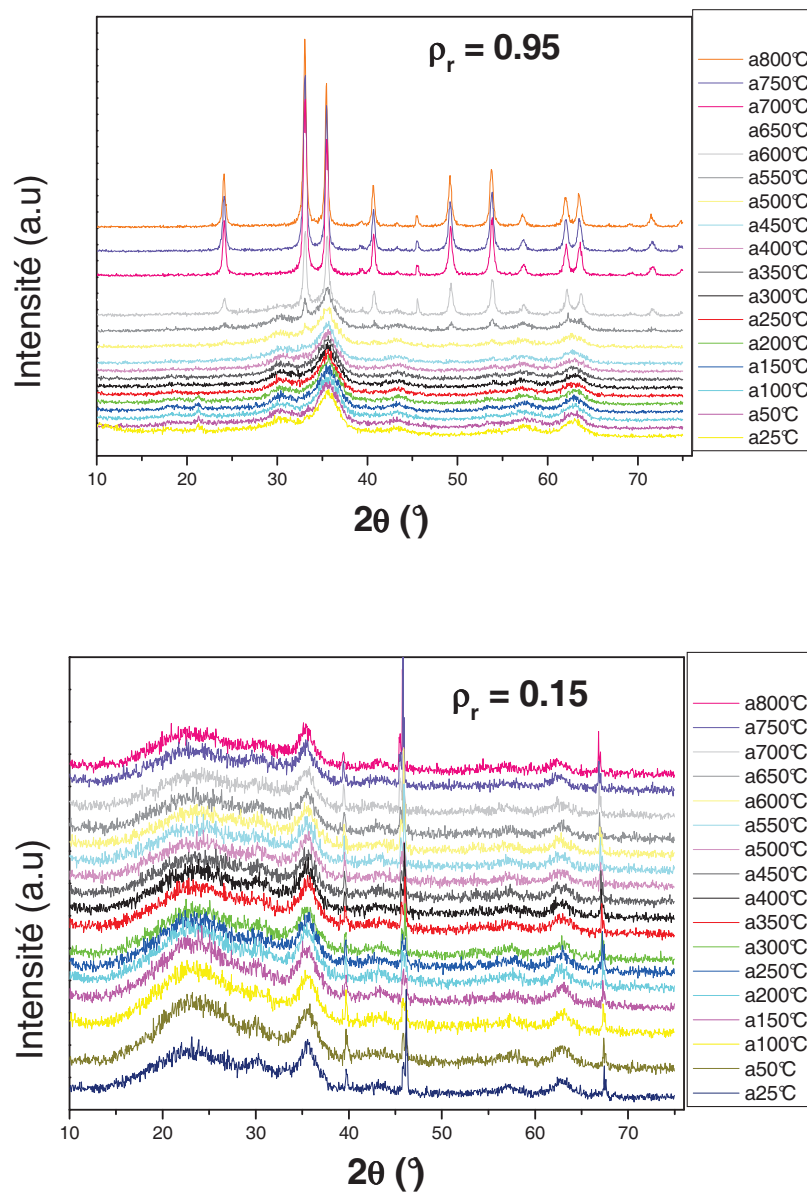 ρr = 0.95
Intensité (a.u)
a800°C
a750°C
a700°C
a650°C
a600°C
a550°C
a500°C
a450°C
a400°C
a350°C
a300°C
a250°C
a200°C
a150°C
a100°C
a50°C
a25°C
10 20 30 40 50 60 70
2θ (°)
ρr = 0.15
Intensité (a.u)
a800°C
a750°C
a700°C
a650°C
a600°C
a550°C
a500°C
a450°C
a400°C
a350°C
a300°C
a250°C
a200°C
a150°C
a100°C
a50°C
a25°C
10 20 30 40 50 60 70
2θ (°)